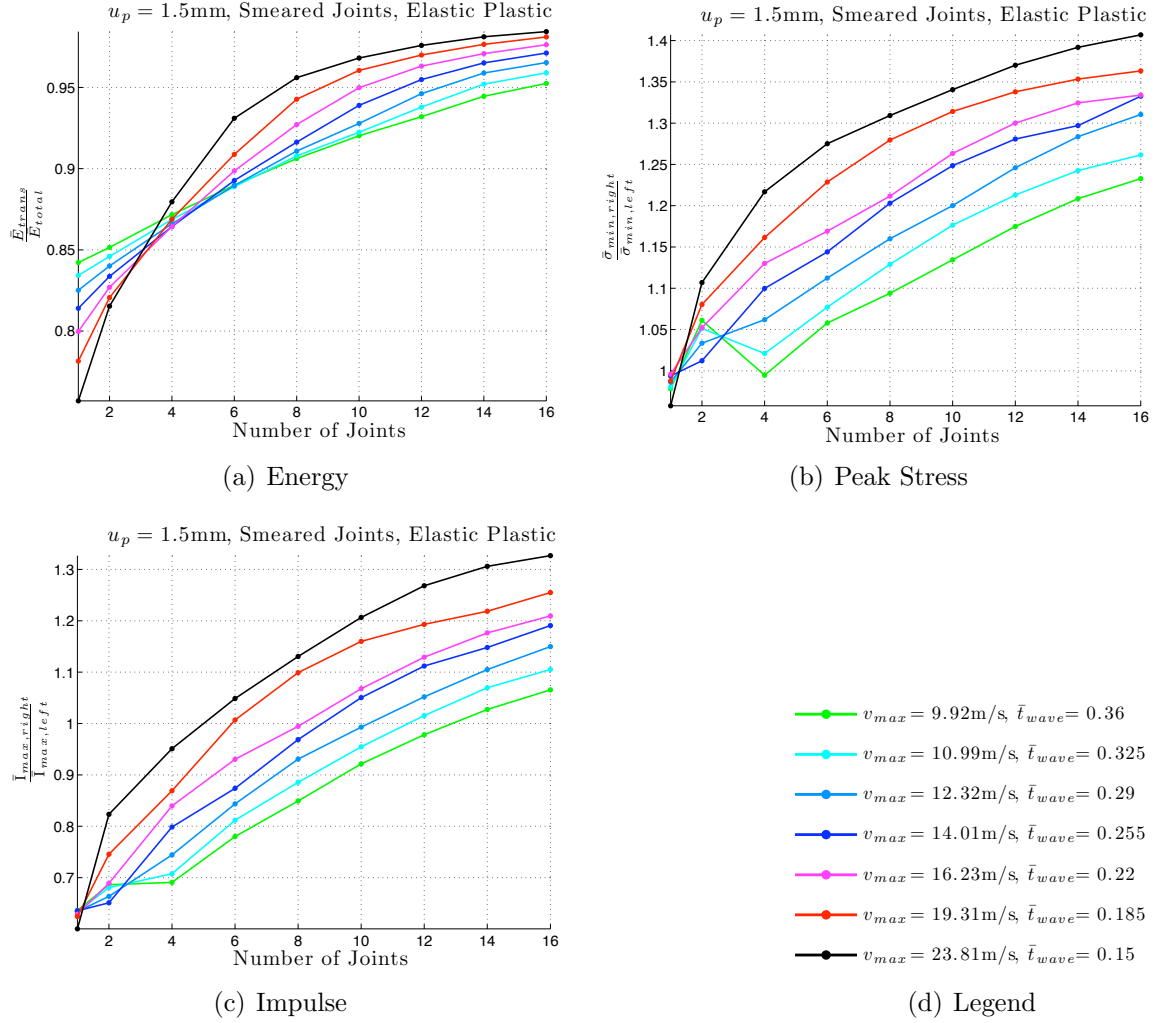 u_p = 1.5mm, Smeared Joints, Elastic Plastic
0.95
0.9
0.85
0.8
Ē_trans / Ē_total
2 4 6 8 10 12 14 16
Number of Joints
(a) Energy
u_p = 1.5mm, Smeared Joints, Elastic Plastic
1.4
1.35
1.3
1.25
1.2
1.15
1.1
1.05
1
σ̄_min,right / σ̄_min,left
2 4 6 8 10 12 14 16
Number of Joints
(b) Peak Stress
u_p = 1.5mm, Smeared Joints, Elastic Plastic
1.3
1.2
1.1
1
0.9
0.8
0.7
Ī_max,right / Ī_max,left
2 4 6 8 10 12 14 16
Number of Joints
(c) Impulse
v_max = 9.92m/s, t̄_wave = 0.36
v_max = 10.99m/s, t̄_wave = 0.325
v_max = 12.32m/s, t̄_wave = 0.29
v_max = 14.01m/s, t̄_wave = 0.255
v_max = 16.23m/s, t̄_wave = 0.22
v_max = 19.31m/s, t̄_wave = 0.185
v_max = 23.81m/s, t̄_wave = 0.15
(d) Legend